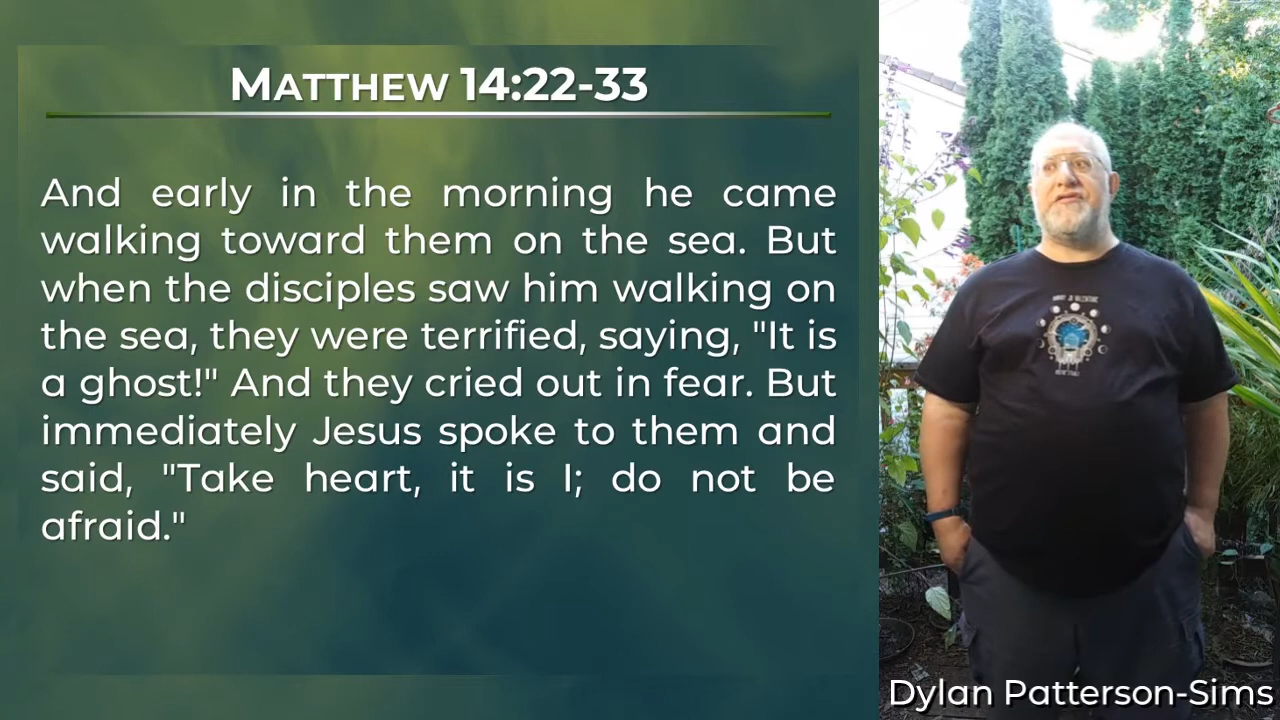 MATTHEW 14:22-33
And early in the morning he came
walking toward them on the sea. But
when the disciples saw him walking on
the sea, they were terrified, saying, "It is
a ghost!" And they cried out in fear. But
immediately Jesus spoke to them and
said, "Take heart, it is I; do not be
afraid."
Dylan Patterson-Sims